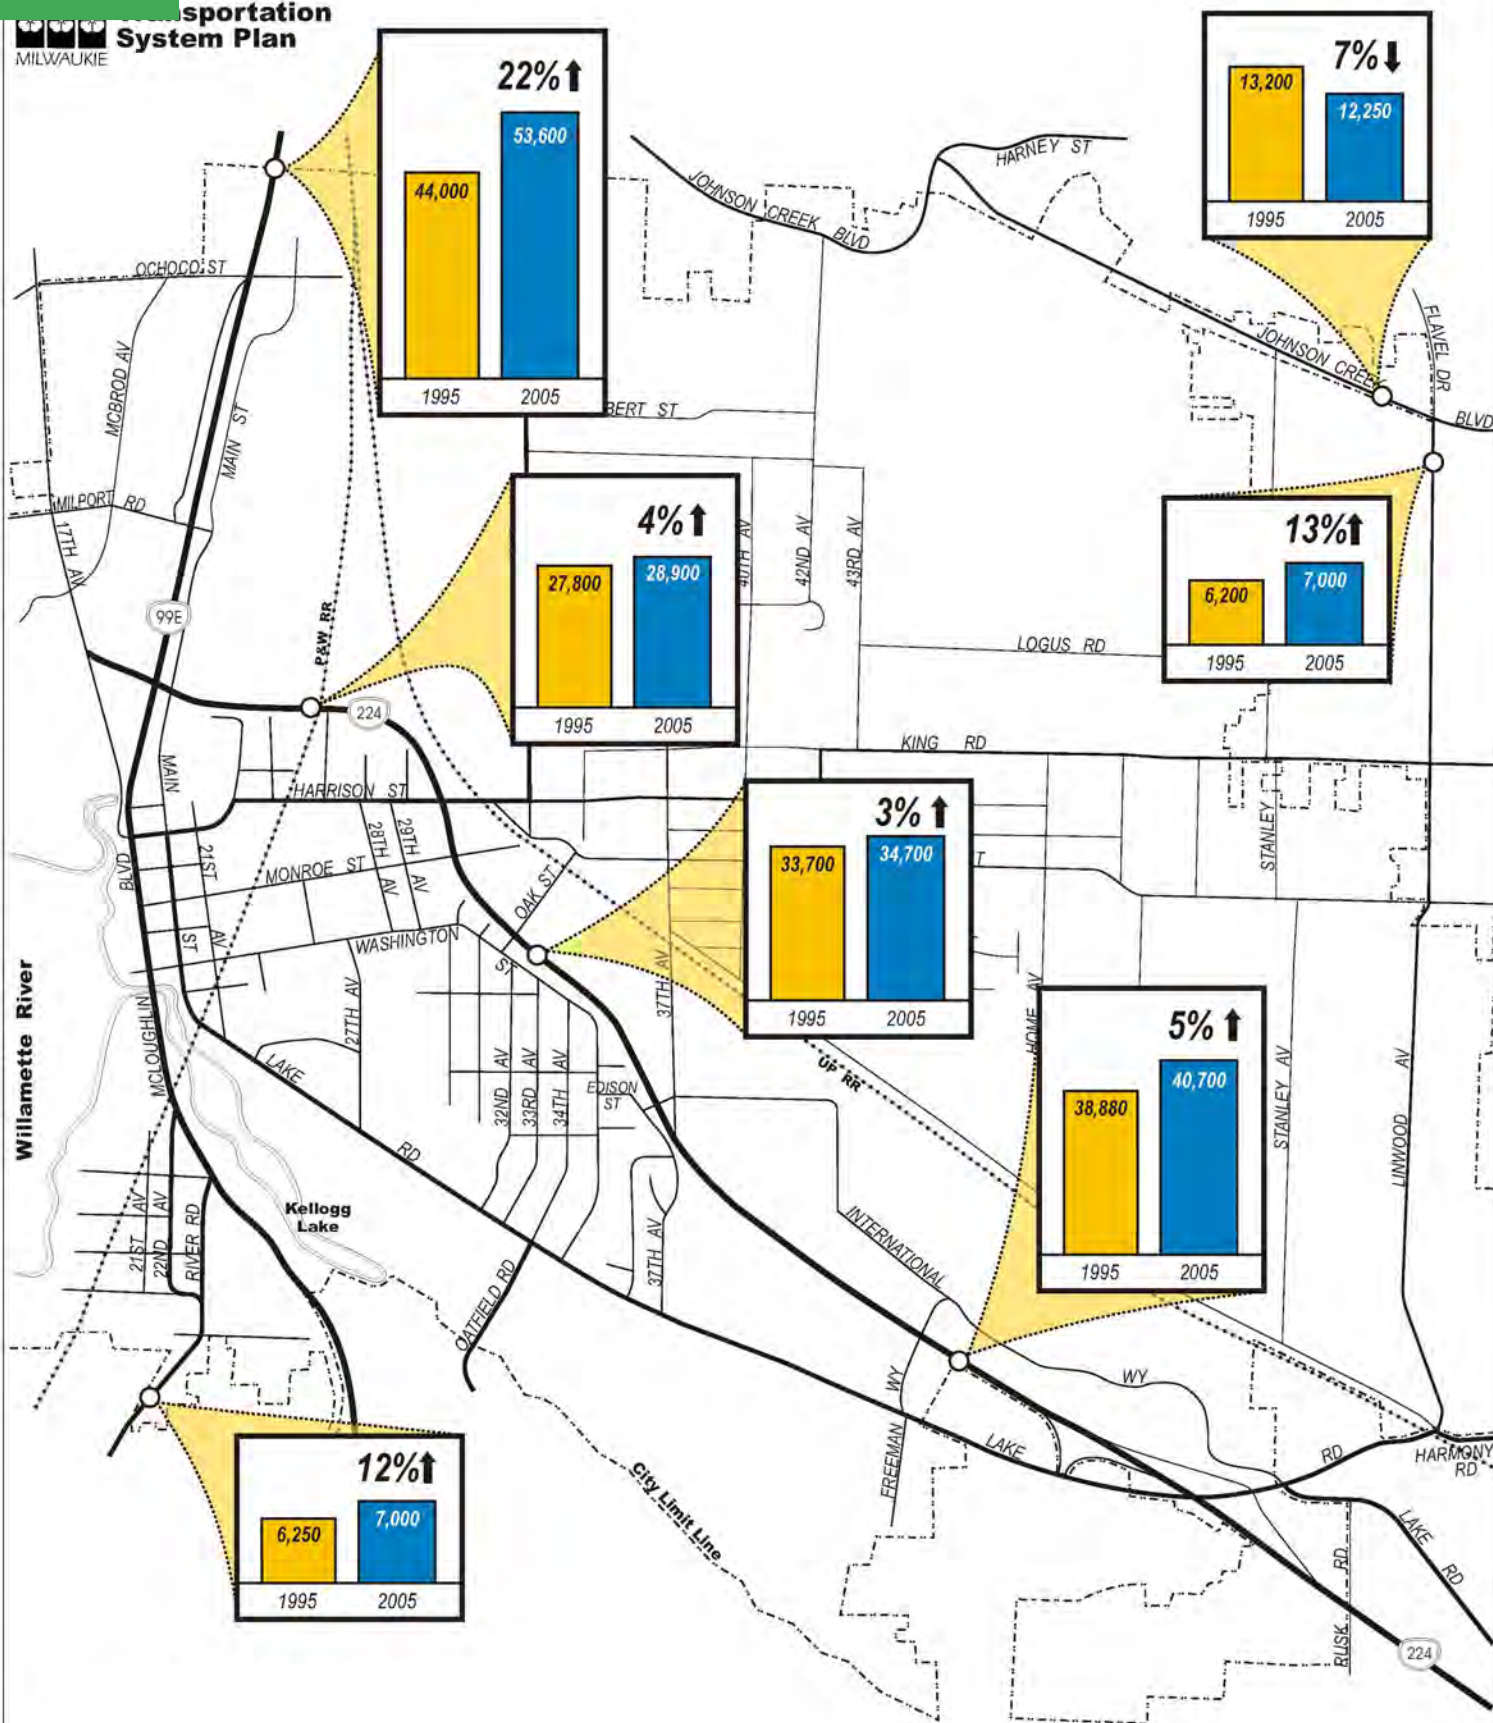 System Plan
MILWAUKIE
22%
53,600
44,000
1995 2005
7%
13,200
12,250
1995 2005
HARNEY ST
JOHNSON CREEK BLVD
OCHOCO ST
MCBROD AV
MAIN ST
FLAVEL DR
JOHNSON CREEK
BLVD
BERT ST
MILPORT RD
17TH AV
4%
27,800
28,900
1995 2005
40TH AV
42ND AV
43RD AV
13%
6,200
7,000
1995 2005
99E
P&W RR
LOGUS RD
224
KING RD
MAIN
HARRISON ST
3%
33,700
34,700
1995 2005
28TH AV
29TH AV
21ST
MONROE ST
BLVD
OAK ST
STANLEY
ST
AV
WASHINGTON
ST
Willamette River
27TH AV
37TH AV
HOME AV
5%
38,880
40,700
1995 2005
MCLOUGHLIN
LAKE
32ND AV
33RD AV
34TH AV
EDISON
ST
UP RR
STANLEY AV
LINWOOD AV
RD
Kellogg
Lake
21ST AV
22ND AV
RIVER RD
OATFIELD RD
37TH AV
INTERNATIONAL
WY
WY
FREEMAN
LAKE
RD
HARMONY
RD
12%
6,250
7,000
1995 2005
City Limit Line
LAKE RD
RUSK RD
224